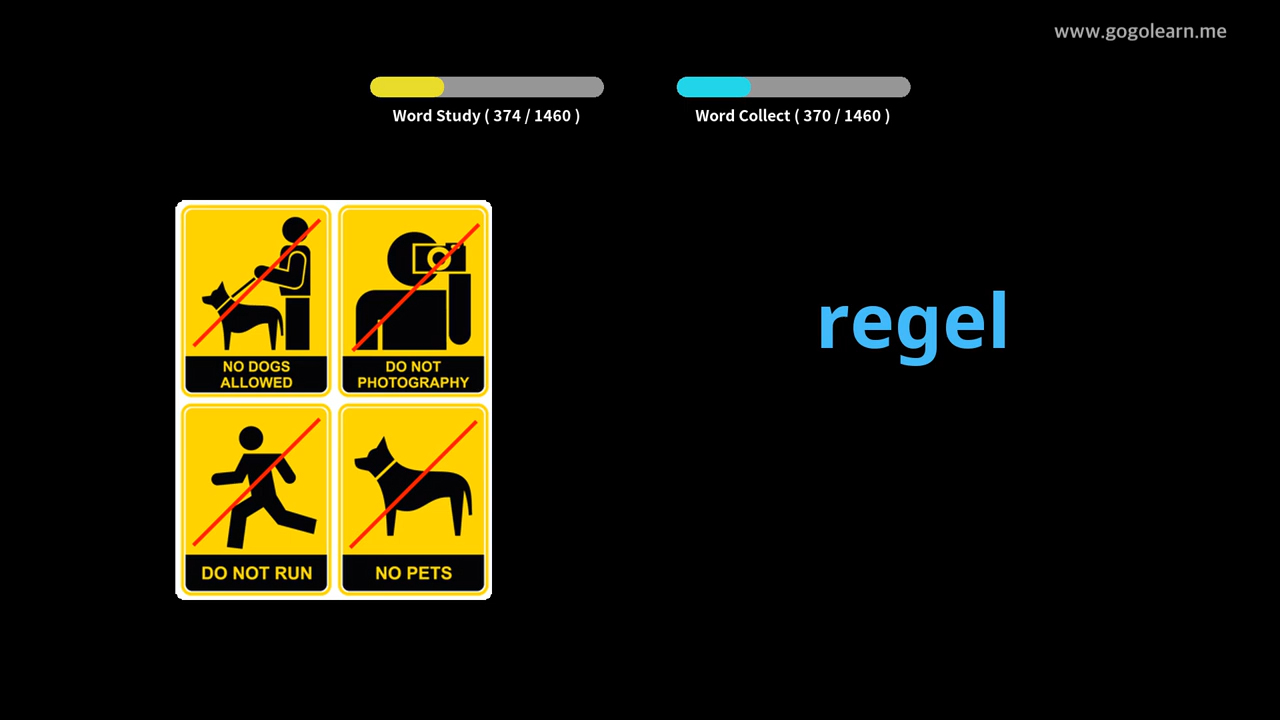 www.gogolearn.me
Word Study ( 374 / 1460 )
Word Collect ( 370 / 1460 )
NO DOGS
ALLOWED
DO NOT
PHOTOGRAPHY
regel
DO NOT RUN
NO PETS